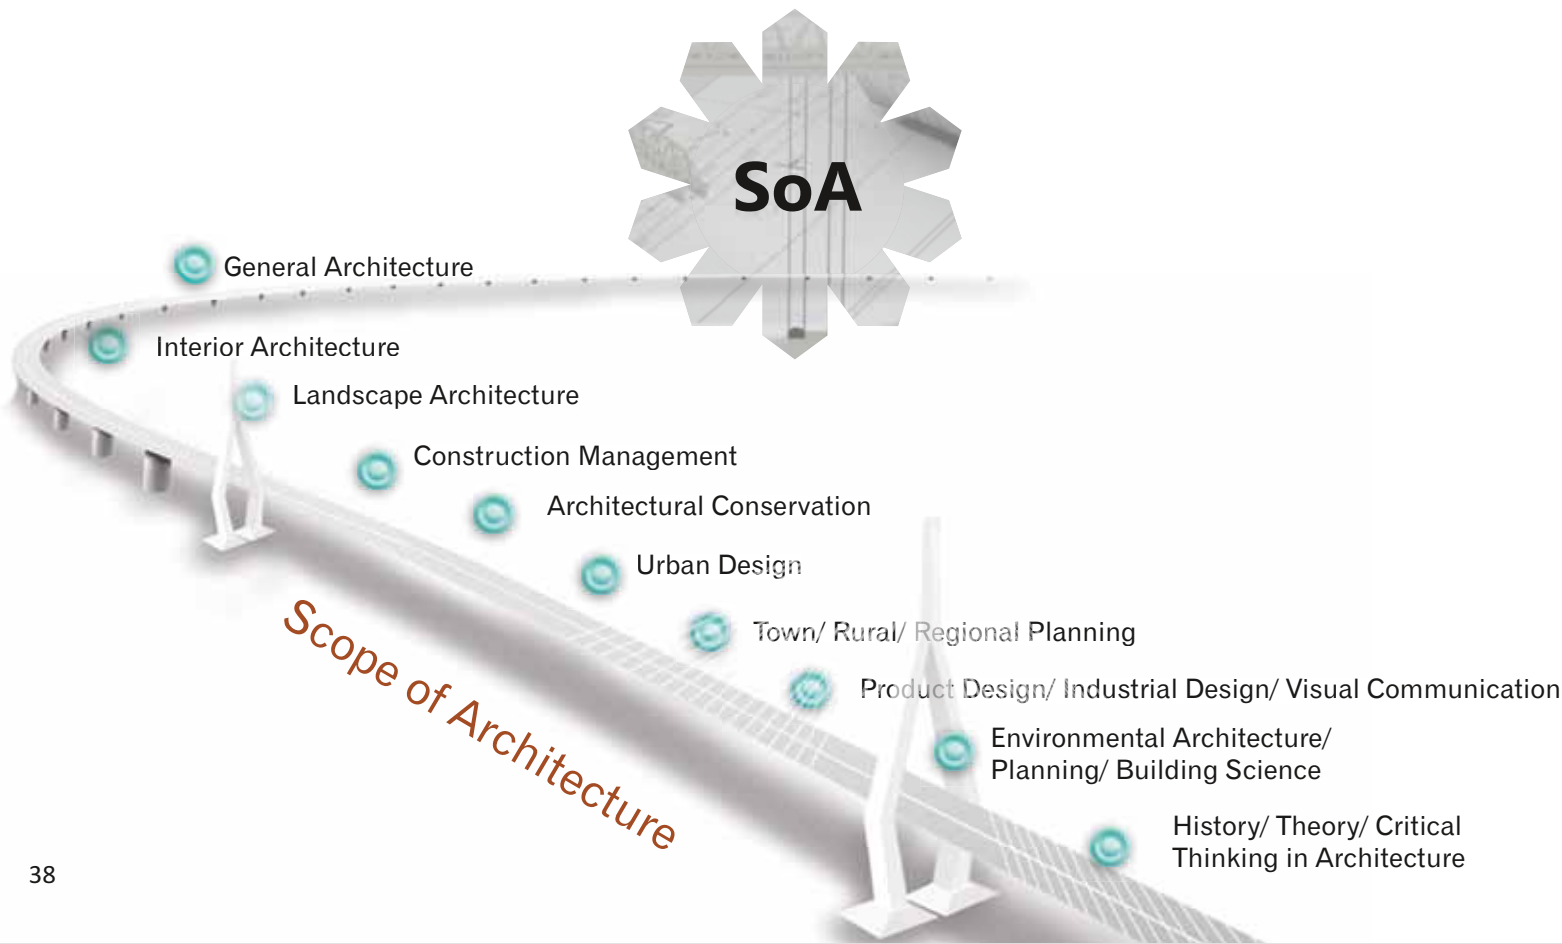 SoA
General Architecture
Interior Architecture
Landscape Architecture
Construction Management
Architectural Conservation
Urban Design
Town/ Rural/ Regional Planning
Product Design/ Industrial Design/ Visual Communication
Environmental Architecture/
Planning/ Building Science
History/ Theory/ Critical
Thinking in Architecture
Scope of Architecture
38